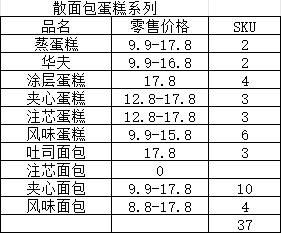 散面包蛋糕系列
品名 零售价格 SKU
蒸蛋糕 9.9-17.8 2
华夫 9.9-16.8 2
涂层蛋糕 17.8 4
夹心蛋糕 12.8-17.8 3
注芯蛋糕 12.8-17.8 3
风味蛋糕 9.9-15.8 6
吐司面包 17.8 3
注芯面包 0
夹心面包 9.9-17.8 10
风味面包 8.8-17.8 4
37